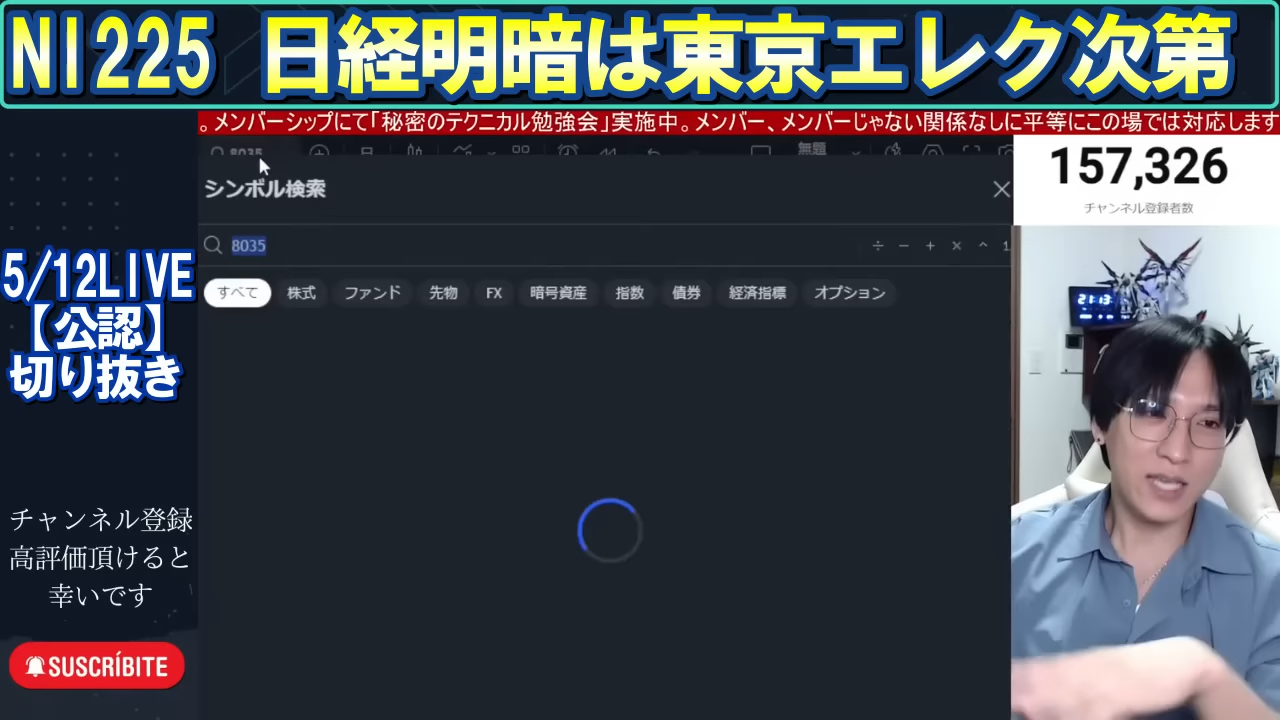 NI225 日経明暗は東京エレク次第
。メンバーシップにて「秘密のテクニカル勉強会」実施中。メンバー、メンバーじゃない関係なしに平等にこの場では対応します
8035
無題
157,326
チャンネル登録者数
シンボル検索
8035
÷ − + × ^ 1
すべて 株式 ファンド 先物 FX 暗号資産 指数 債券 経済指標 オプション
21:13
5/12LIVE
【公認】
切り抜き
チャンネル登録
高評価頂けると
幸いです
SUSCRÍBITE